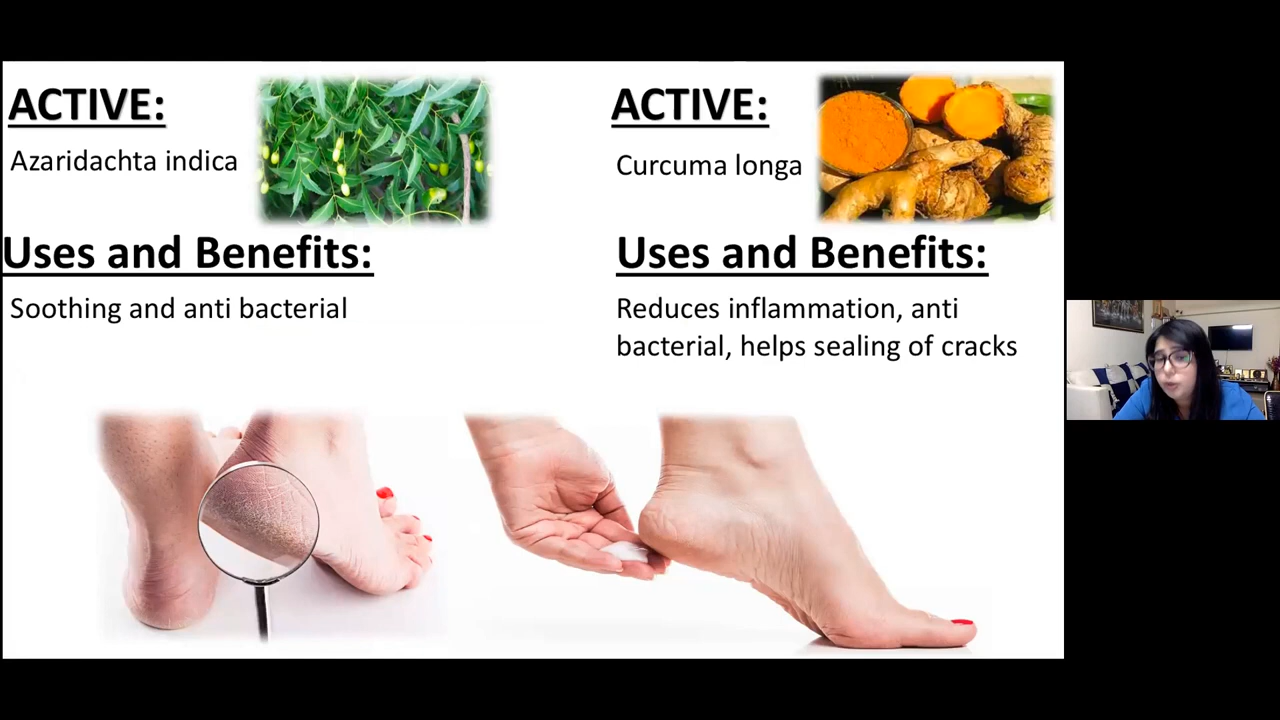 ACTIVE:
Azaridachta indica
Uses and Benefits:
Soothing and anti bacterial
ACTIVE:
Curcuma longa
Uses and Benefits:
Reduces inflammation, anti
bacterial, helps sealing of cracks